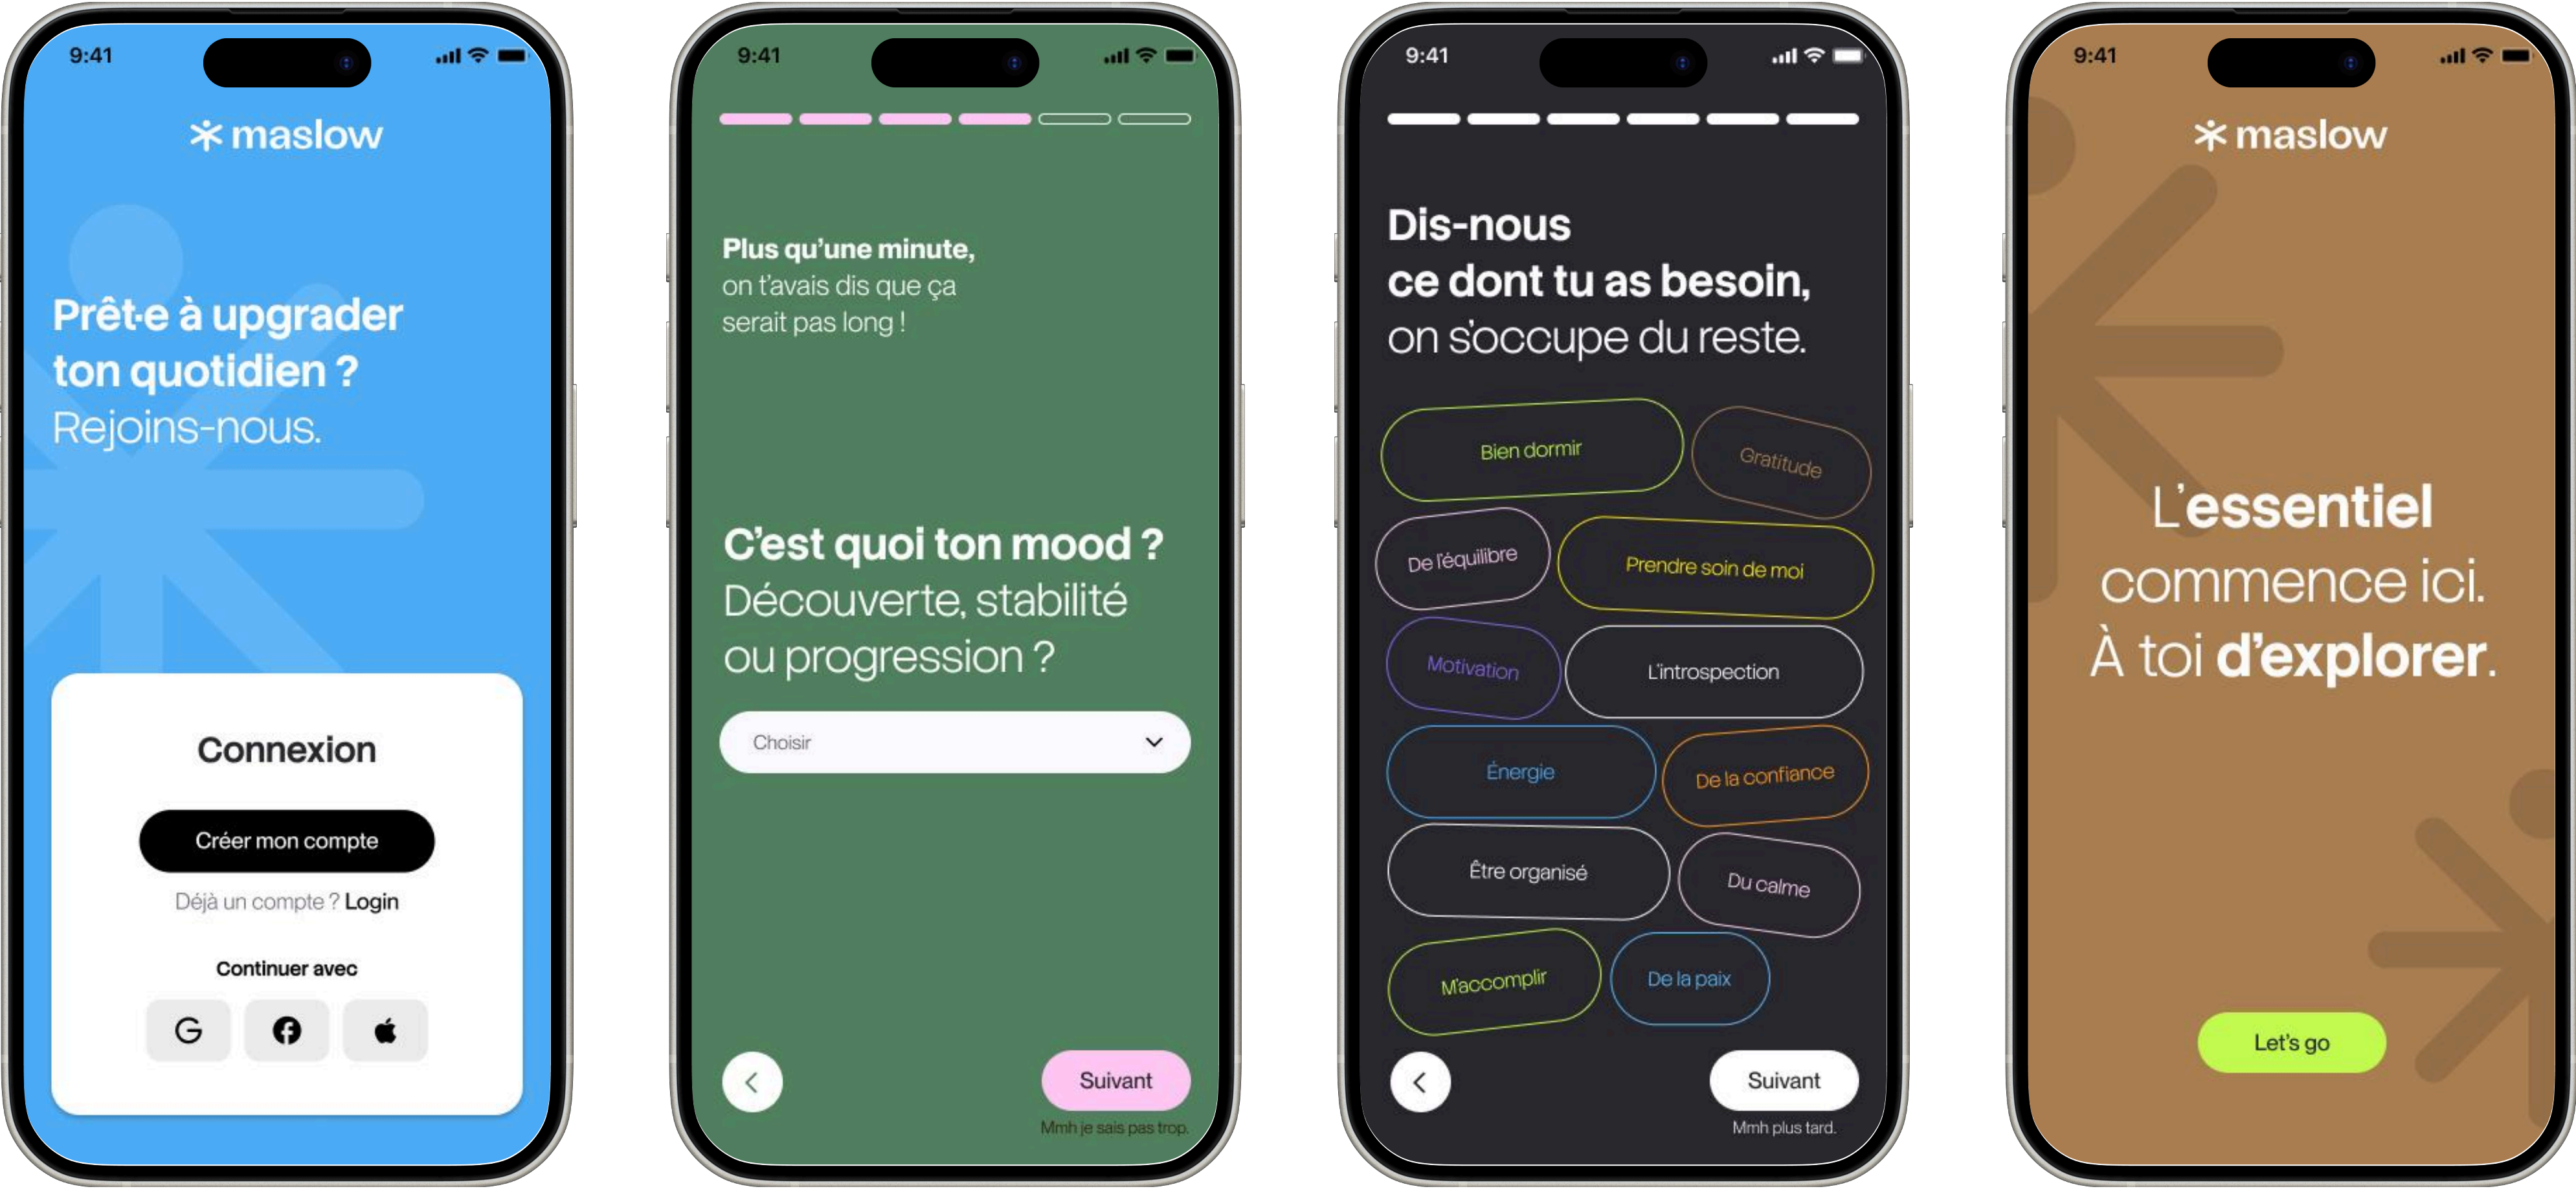 9:41
maslow
Prêt·e à upgrader
ton quotidien ?
Rejoins-nous.
Connexion
Créer mon compte
Déjà un compte ? Login
Continuer avec
9:41
Plus qu'une minute,
on t'avais dis que ça
serait pas long !
C'est quoi ton mood ?
Découverte, stabilité
ou progression ?
Choisir
Suivant
Mmh je sais pas trop.
9:41
Dis-nous
ce dont tu as besoin,
on s'occupe du reste.
Bien dormir
Gratitude
De l'équilibre
Prendre soin de moi
Motivation
L'introspection
Énergie
De la confiance
Être organisé
Du calme
M'accomplir
De la paix
Suivant
Mmh plus tard.
9:41
maslow
L'essentiel
commence ici.
À toi d'explorer.
Let's go